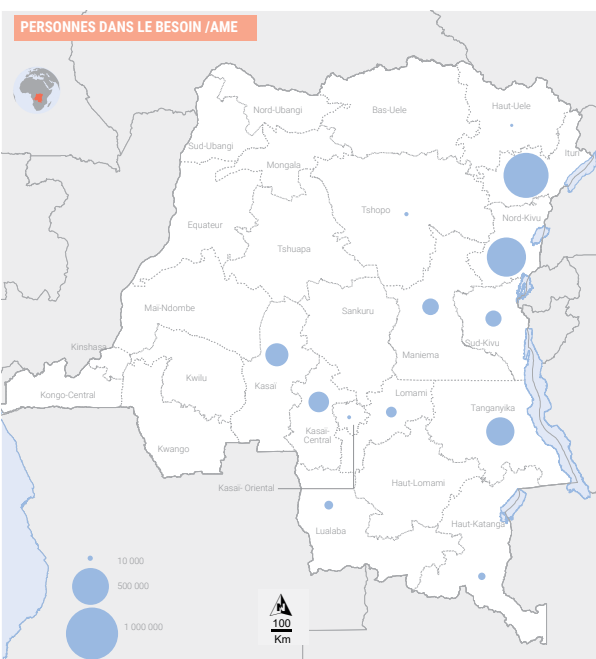 PERSONNES DANS LE BESOIN /AME
Nord-Ubangi
Bas-Uele
Haut-Uele
Sud-Ubangi
Ituri
Mongala
Tshopo
Nord-Kivu
Equateur
Tshuapa
Mai-Ndombe
Sankuru
Kinshasa
Sud-Kivu
Maniema
Kwilu
Kasai
Kongo-Central
Lomami
Tanganyika
Kasai-
Central
Kwango
Haut-Lomami
Kasaï- Oriental
Haut-Katanga
Lualaba
10 000
500 000
1 000 000
100
Km